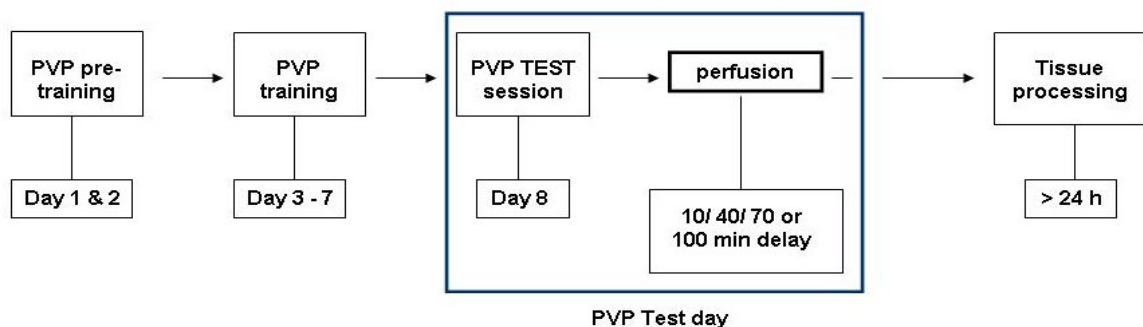 PVP pre-
training
PVP
training
PVP TEST
session
perfusion
Tissue
processing
Day 1 & 2
Day 3 - 7
Day 8
10/ 40/ 70 or
100 min delay
> 24 h
PVP Test day